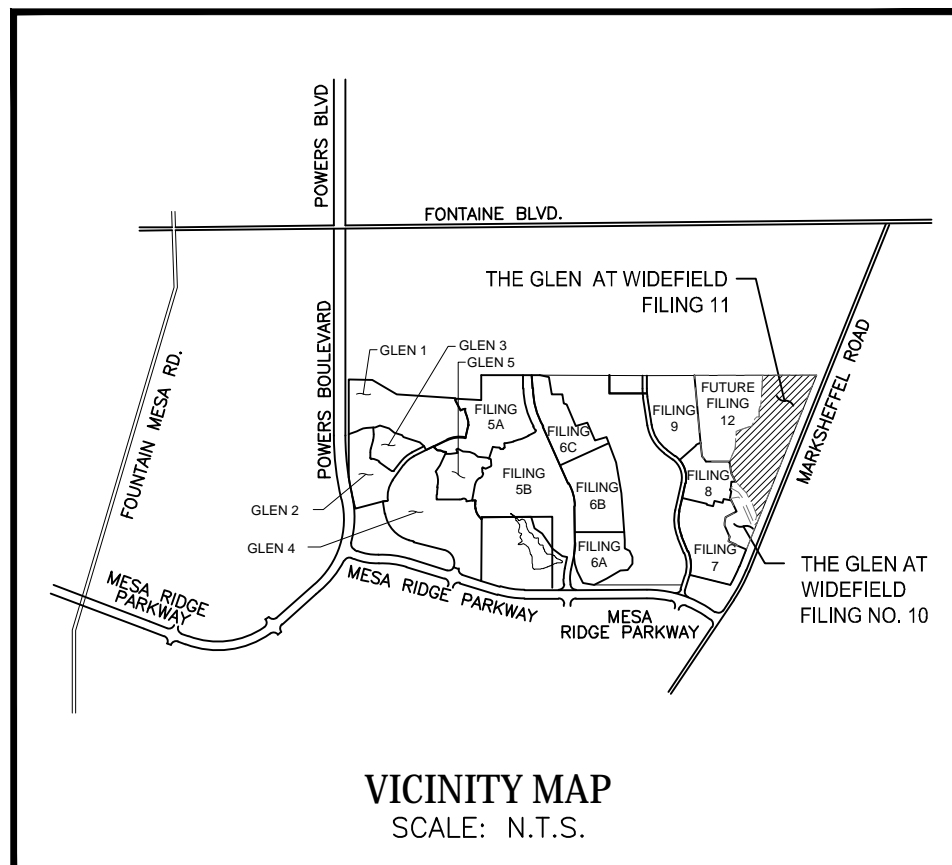 POWERS BLVD
FONTAINE BLVD.
THE GLEN AT WIDEFIELD
FILING 11
POWERS BOULEVARD
FOUNTAIN MESA RD.
MARKSHEFFEL ROAD
GLEN 1
GLEN 3
GLEN 5
FILING
5A
FILING
6C
FILING
9
FUTURE
FILING
12
GLEN 2
GLEN 4
FILING
5B
FILING
6B
FILING
8
FILING
6A
FILING
7
THE GLEN AT
WIDEFIELD
FILING NO. 10
MESA RIDGE
PARKWAY
MESA RIDGE PARKWAY
MESA
RIDGE PARKWAY
VICINITY MAP
SCALE: N.T.S.